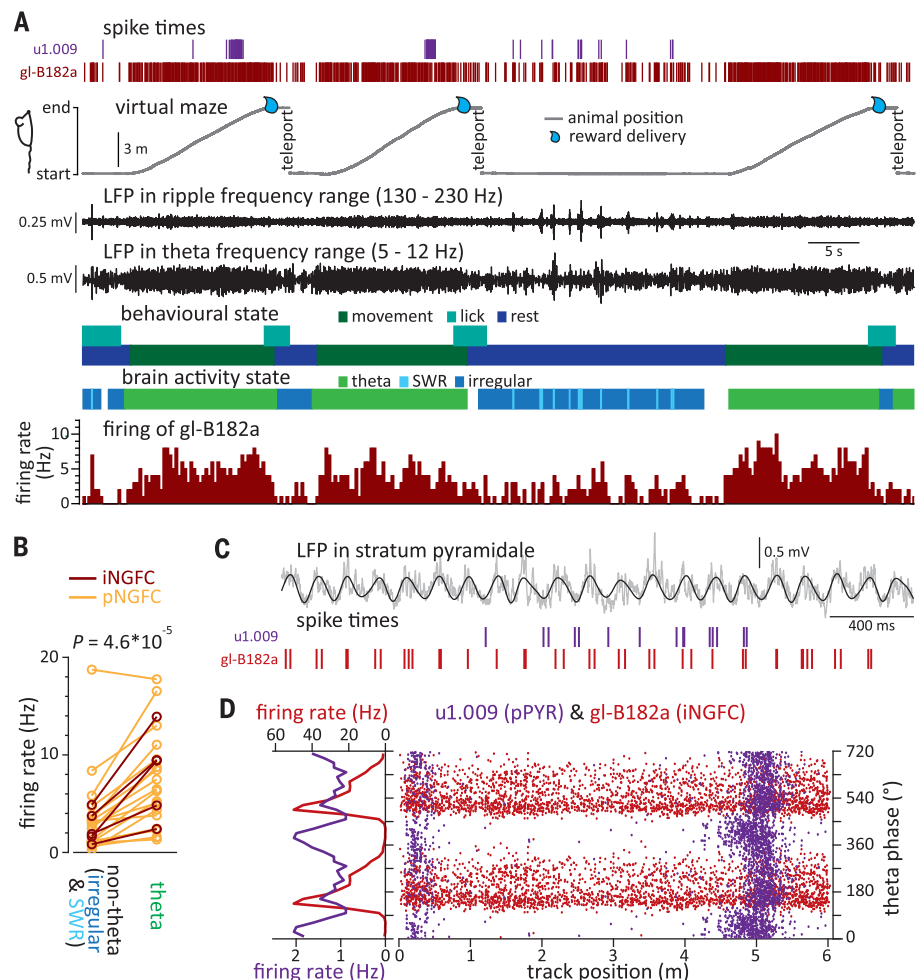 A
spike times
u1.009
gl-B182a
virtual maze
end
start
3 m
teleport
teleport
teleport
animal position
reward delivery
LFP in ripple frequency range (130 - 230 Hz)
0.25 mV
5 s
LFP in theta frequency range (5 - 12 Hz)
0.5 mV
behavioural state
movement lick rest
brain activity state
theta SWR irregular
firing of gl-B182a
firing rate
(Hz)
10
5
0
B
iNGFC
pNGFC
P = 4.6*10-5
firing rate (Hz)
20
10
0
non-theta
(irregular
& SWR)
theta
C
LFP in stratum pyramidale
0.5 mV
400 ms
spike times
u1.009
gl-B182a
D
firing rate (Hz)
60 40 20 0
u1.009 (pPYR) & gl-B182a (iNGFC)
720
540
360
180
0
theta phase (°)
2 1 0
firing rate (Hz)
0 1 2 3 4 5 6
track position (m)